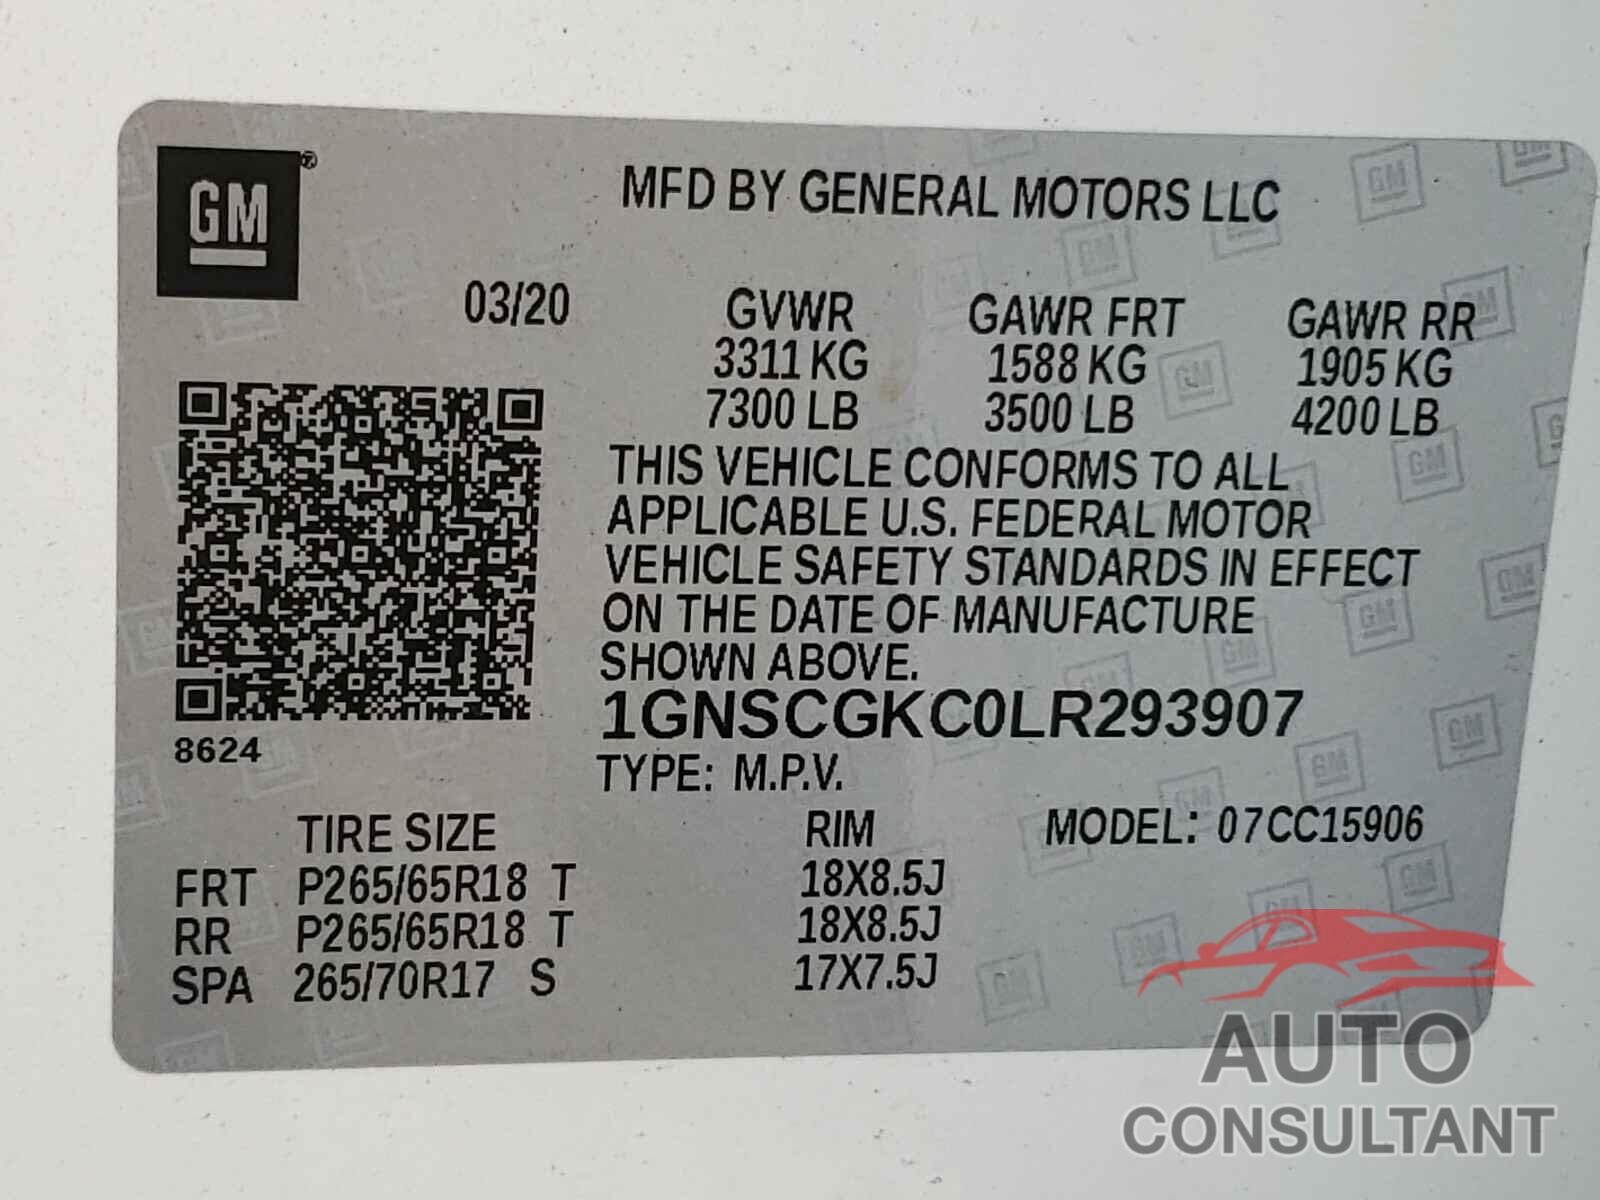 GM
MFD BY GENERAL MOTORS LLC
03/20 GVWR GAWR FRT GAWR RR
3311 KG 1588 KG 1905 KG
7300 LB 3500 LB 4200 LB
THIS VEHICLE CONFORMS TO ALL
APPLICABLE U.S. FEDERAL MOTOR
VEHICLE SAFETY STANDARDS IN EFFECT
ON THE DATE OF MANUFACTURE
SHOWN ABOVE.
1GNSCGKC0LR293907
8624
TYPE: M.P.V.
TIRE SIZE RIM MODEL: 07CC15906
FRT P265/65R18 T 18X8.5J
RR P265/65R18 T 18X8.5J
SPA 265/70R17 S 17X7.5J
AUTO
CONSULTANT